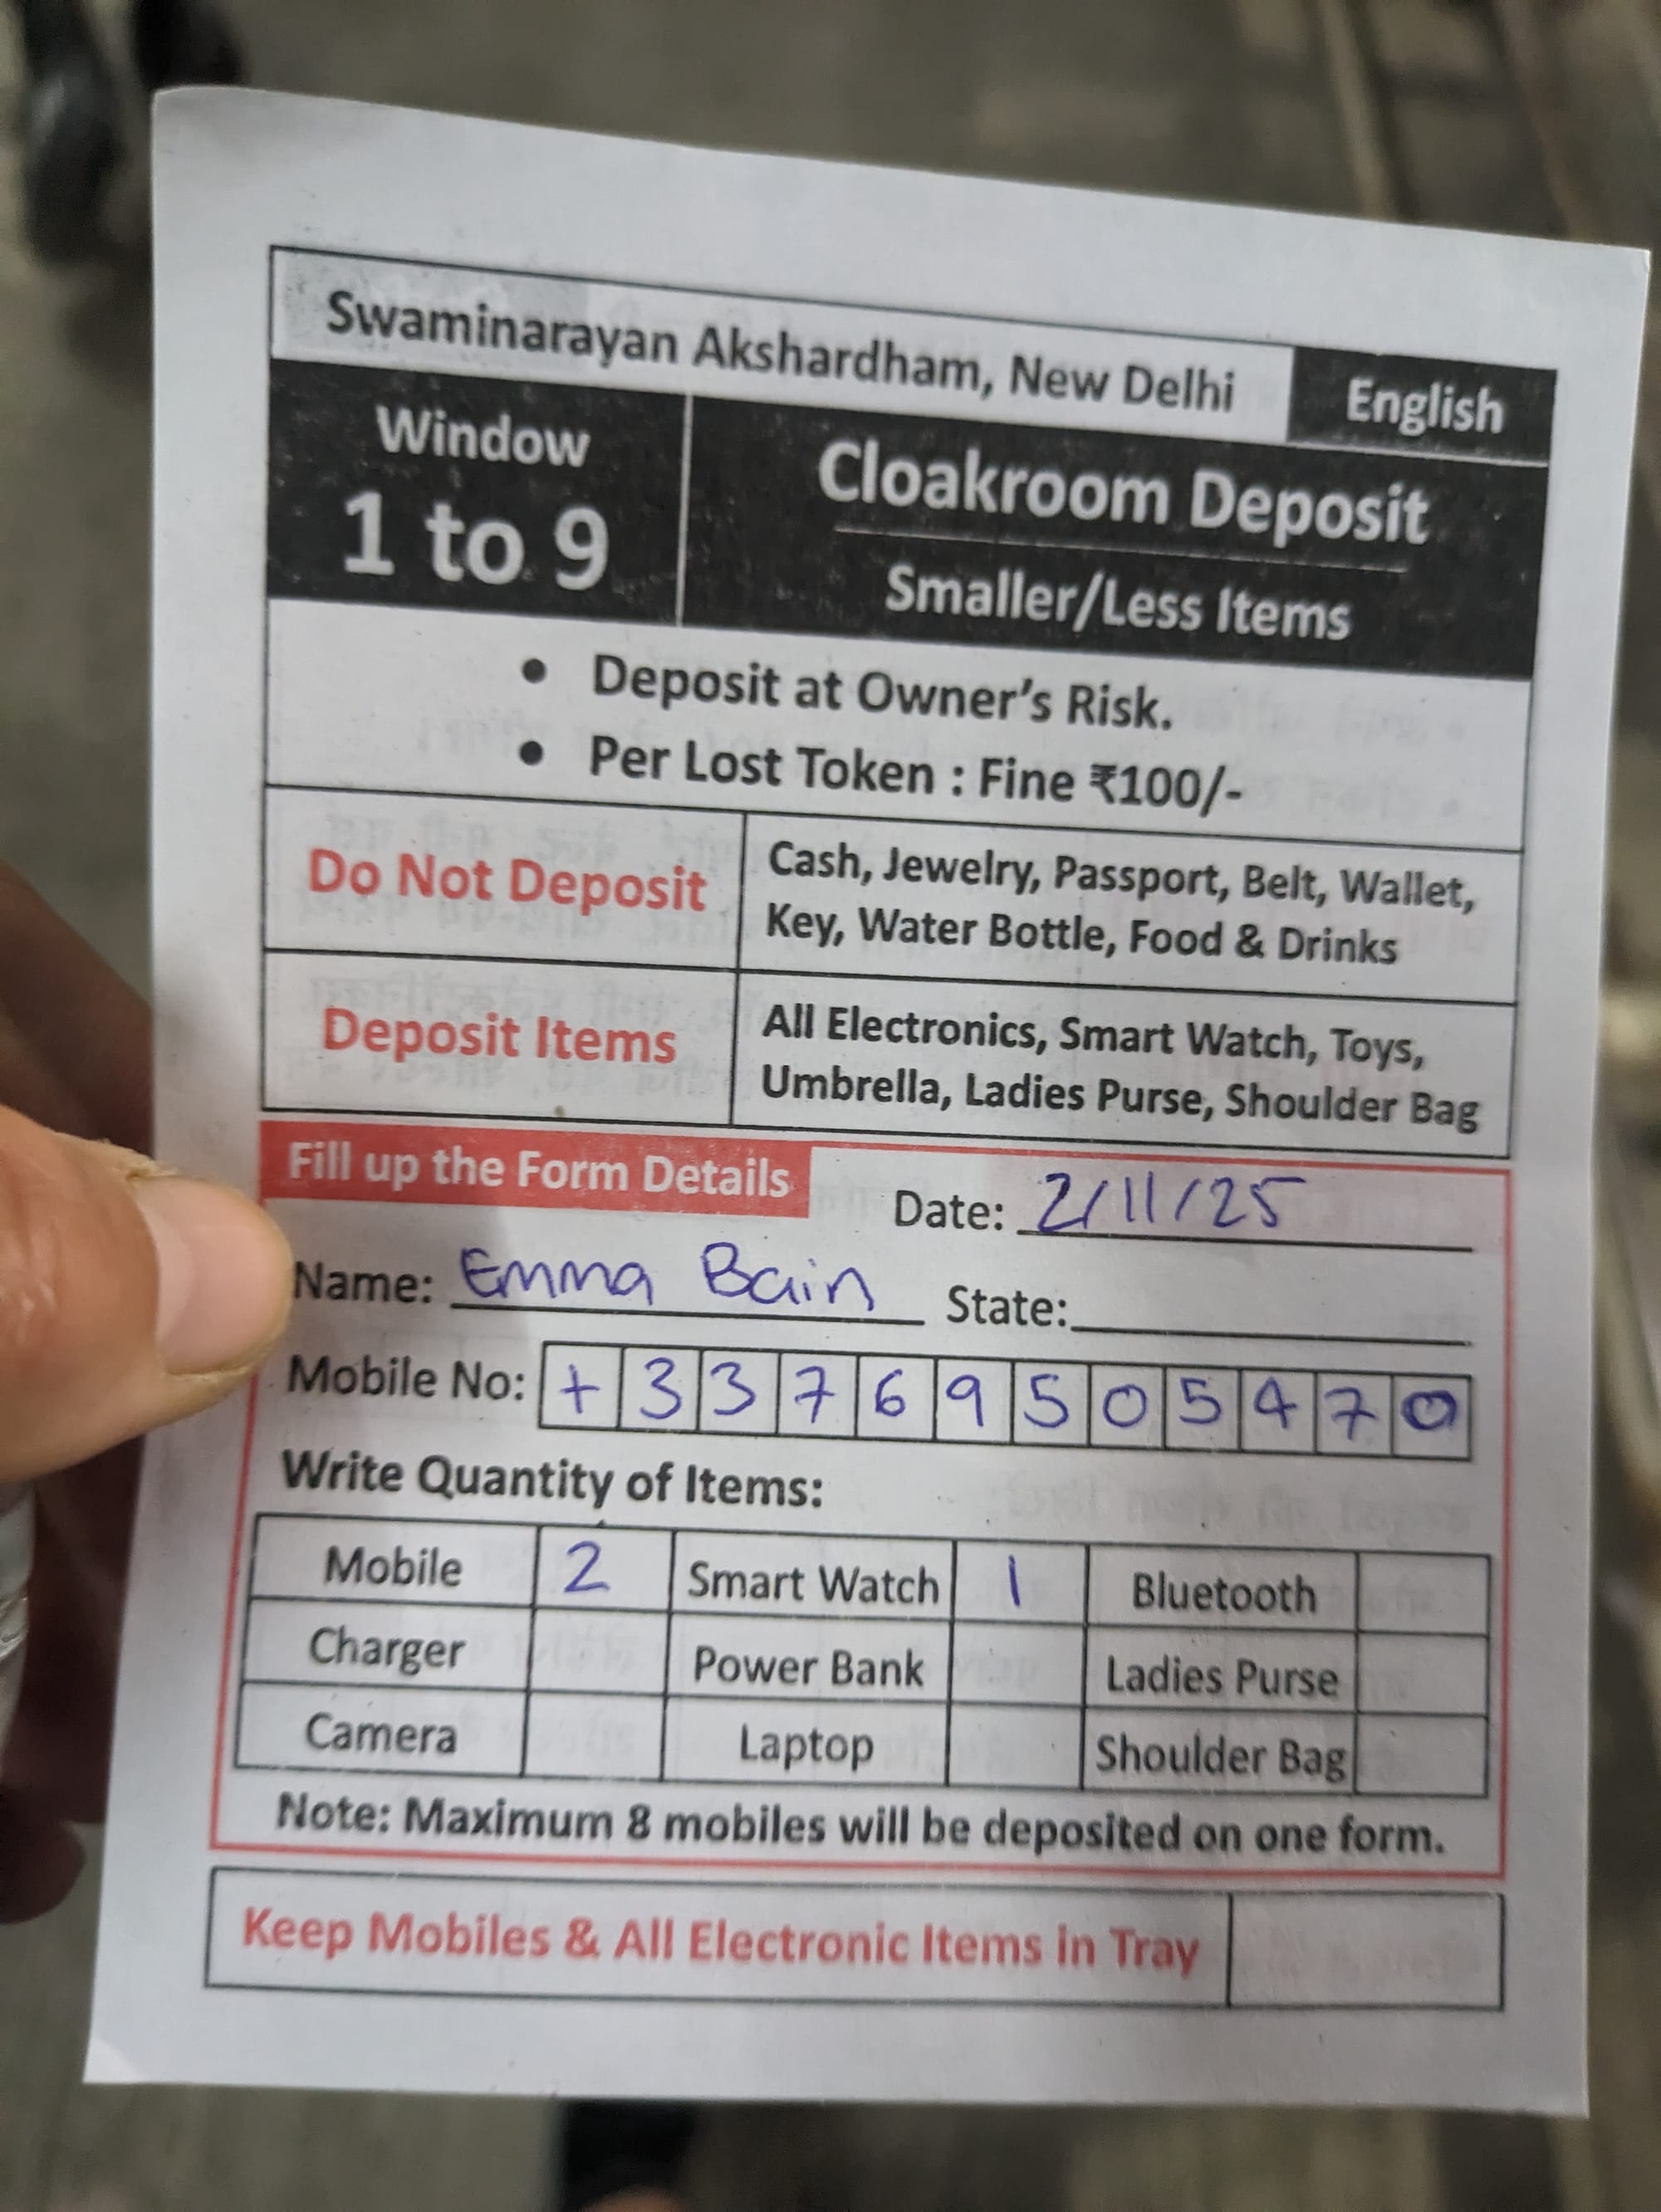 Swaminarayan Akshardham, New Delhi English
Window
1 to 9
Cloakroom Deposit
Smaller/Less Items
• Deposit at Owner's Risk.
• Per Lost Token : Fine ₹100/-
Do Not Deposit
Cash, Jewelry, Passport, Belt, Wallet,
Key, Water Bottle, Food & Drinks
Deposit Items
All Electronics, Smart Watch, Toys,
Umbrella, Ladies Purse, Shoulder Bag
Fill up the Form Details
Date: 2/11/25
Name: Emma Bain State:
Mobile No: +33769505470
Write Quantity of Items:
Mobile 2 Smart Watch 1 Bluetooth
Charger Power Bank Ladies Purse
Camera Laptop Shoulder Bag
Note: Maximum 8 mobiles will be deposited on one form.
Keep Mobiles & All Electronic Items in Tray